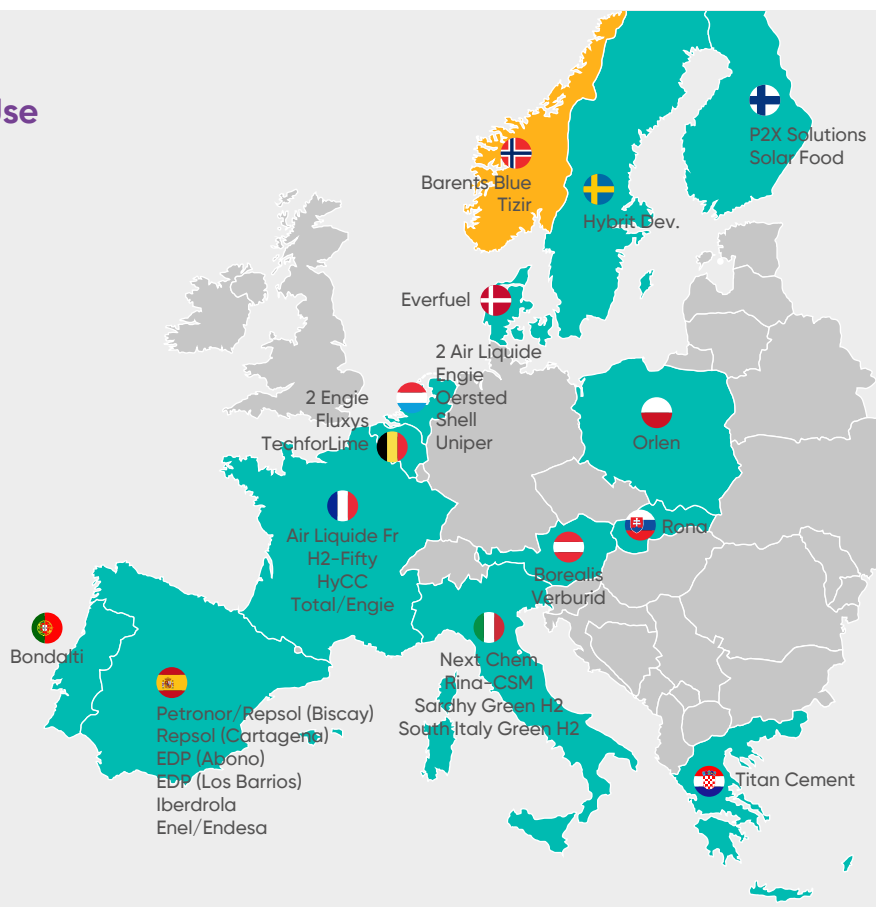 Use
P2X Solutions
Solar Food
Barents Blue
Tizir
Hybrit Dev.
Everfuel
2 Air Liquide
Engie
Oersted
Shell
Uniper
2 Engie
Fluxys
TechforLime
Orlen
Rona
Air Liquide Fr
H2-Fifty
HyCC
Total/Engie
Borealis
Verburid
Bondalti
Next Chem
Rina-CSM
Sardhy Green H2
South Italy Green H2
Petronor/Repsol (Biscay)
Repsol (Cartagena)
EDP (Abono)
EDP (Los Barrios)
Iberdrola
Enel/Endesa
Titan Cement